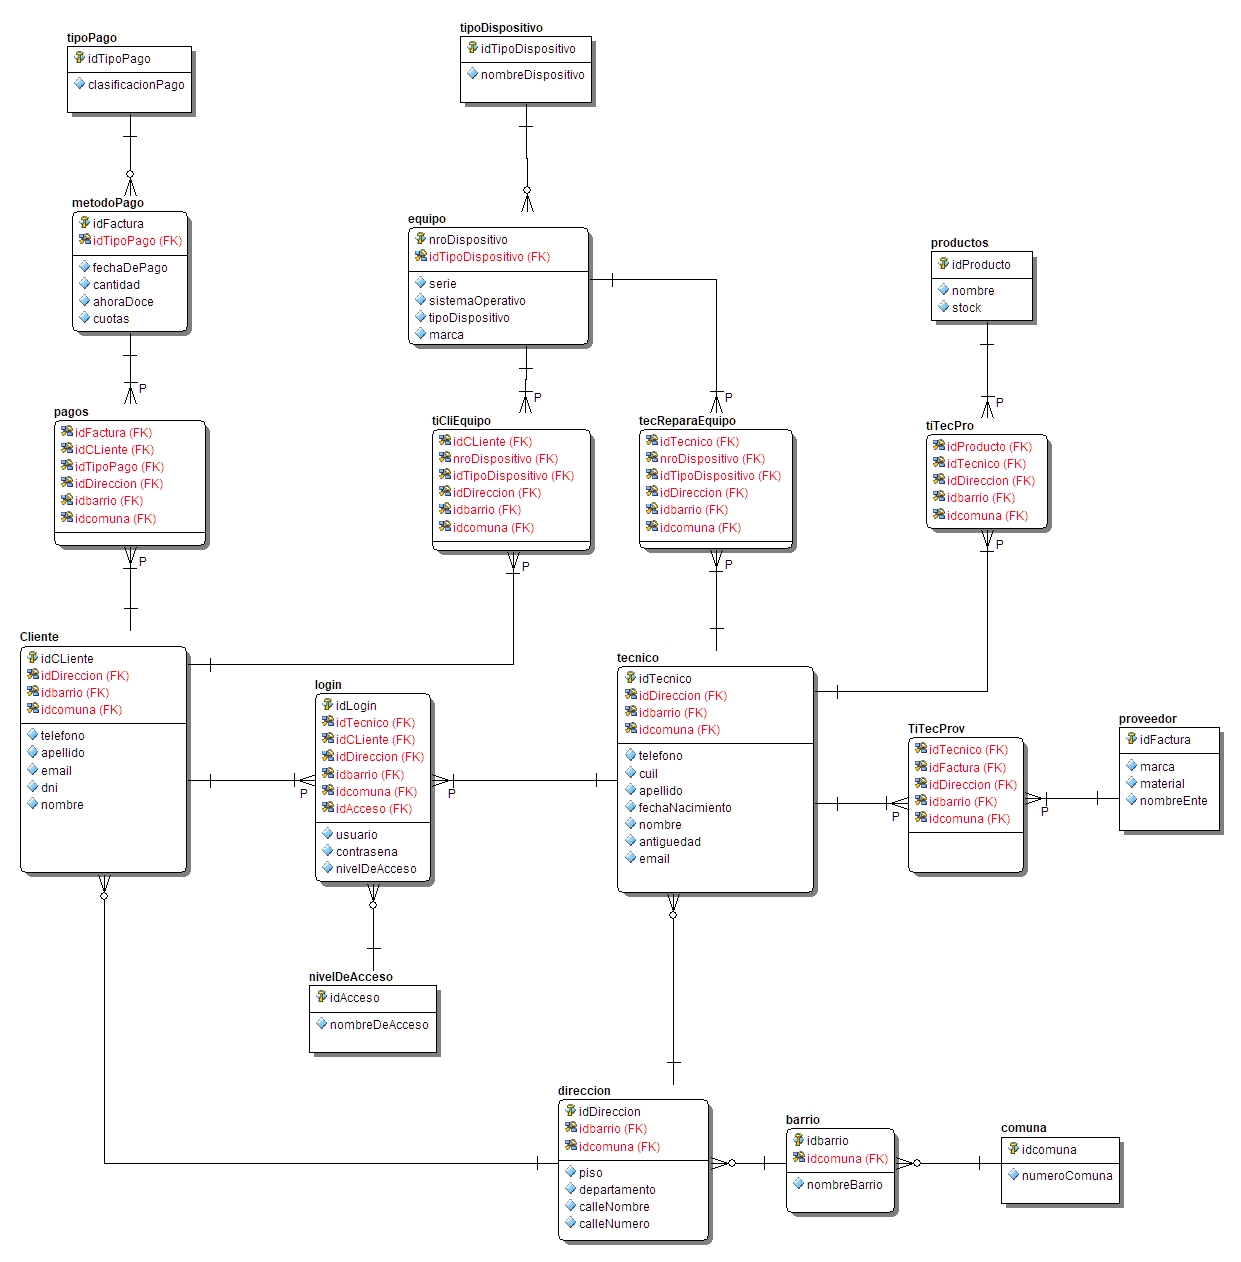 tipoPago
idTipoPago
clasificacionPago
tipoDispositivo
idTipoDispositivo
nombreDispositivo
metodoPago
idFactura
idTipoPago (FK)
fechaDePago
cantidad
ahoraDoce
cuotas
P
equipo
nroDispositivo
idTipoDispositivo (FK)
serie
sistemaOperativo
tipoDispositivo
marca
P
P
productos
idProducto
nombre
stock
P
pagos
idFactura (FK)
idCLiente (FK)
idTipoPago (FK)
idDireccion (FK)
idbarrio (FK)
idcomuna (FK)
P
tiCliEquipo
idCLiente (FK)
nroDispositivo (FK)
idTipoDispositivo (FK)
idDireccion (FK)
idbarrio (FK)
idcomuna (FK)
P
tecReparaEquipo
idTecnico (FK)
nroDispositivo (FK)
idTipoDispositivo (FK)
idDireccion (FK)
idbarrio (FK)
idcomuna (FK)
P
tiTecPro
idProducto (FK)
idTecnico (FK)
idDireccion (FK)
idbarrio (FK)
idcomuna (FK)
P
Cliente
idCLiente
idDireccion (FK)
idbarrio (FK)
idcomuna (FK)
telefono
apellido
email
dni
nombre
P
login
idLogin
idTecnico (FK)
idCLiente (FK)
idDireccion (FK)
idbarrio (FK)
idcomuna (FK)
idAcceso (FK)
usuario
contrasena
nivelDeAcceso
P
tecnico
idTecnico
idDireccion (FK)
idbarrio (FK)
idcomuna (FK)
telefono
cuil
apellido
fechaNacimiento
nombre
antiguedad
email
P
TiTecProv
idTecnico (FK)
idFactura (FK)
idDireccion (FK)
idbarrio (FK)
idcomuna (FK)
P
proveedor
idFactura
marca
material
nombreEnte
nivelDeAcceso
idAcceso
nombreDeAcceso
direccion
idDireccion
idbarrio (FK)
idcomuna (FK)
piso
departamento
calleNombre
calleNumero
barrio
idbarrio
idcomuna (FK)
nombreBarrio
comuna
idcomuna
numeroComuna